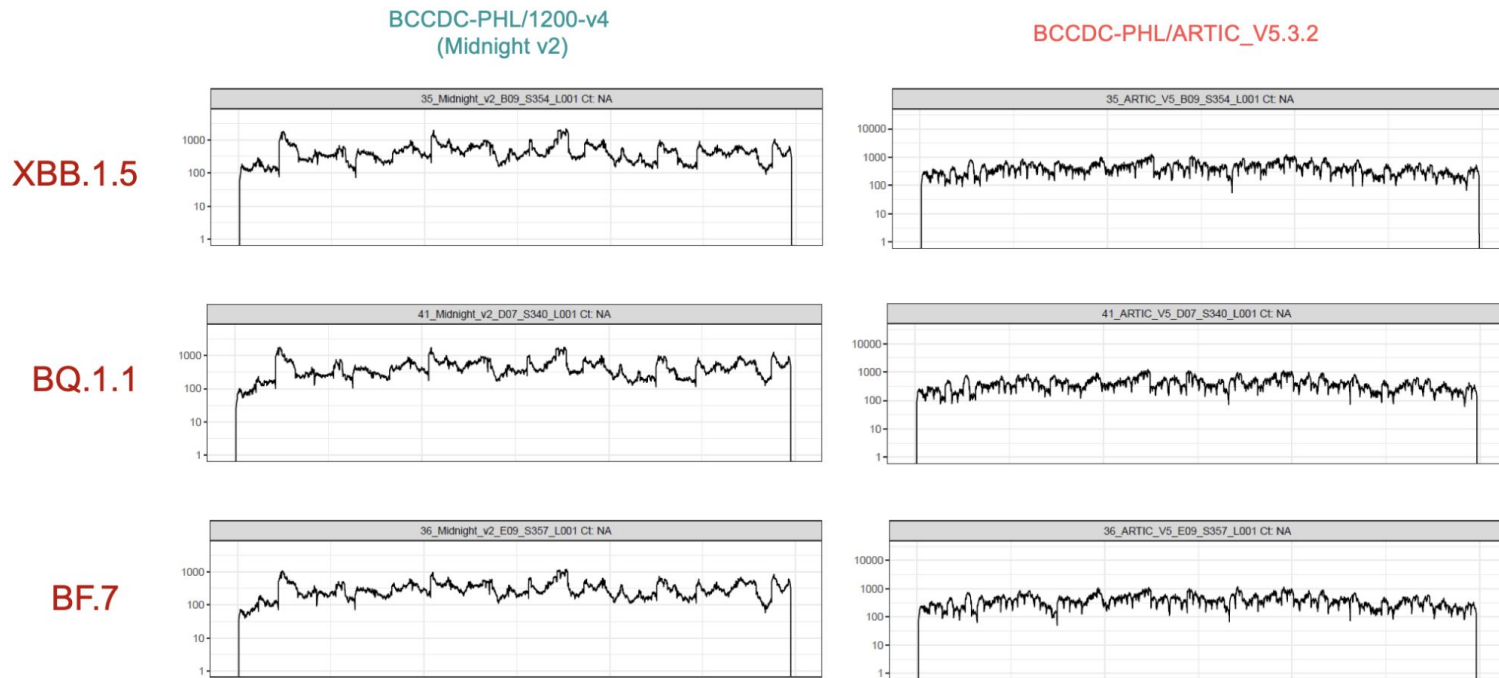 BCCDC-PHL/1200-v4
(Midnight v2)
BCCDC-PHL/ARTIC_V5.3.2
XBB.1.5
35_Midnight_v2_B09_S354_L001 Ct: NA
1000
100
10
1
35_ARTIC_V5_B09_S354_L001 Ct: NA
10000
1000
100
10
1
BQ.1.1
41_Midnight_v2_D07_S340_L001 Ct: NA
1000
100
10
1
41_ARTIC_V5_D07_S340_L001 Ct: NA
10000
1000
100
10
1
BF.7
36_Midnight_v2_E09_S357_L001 Ct: NA
1000
100
10
1
36_ARTIC_V5_E09_S357_L001 Ct: NA
10000
1000
100
10
1